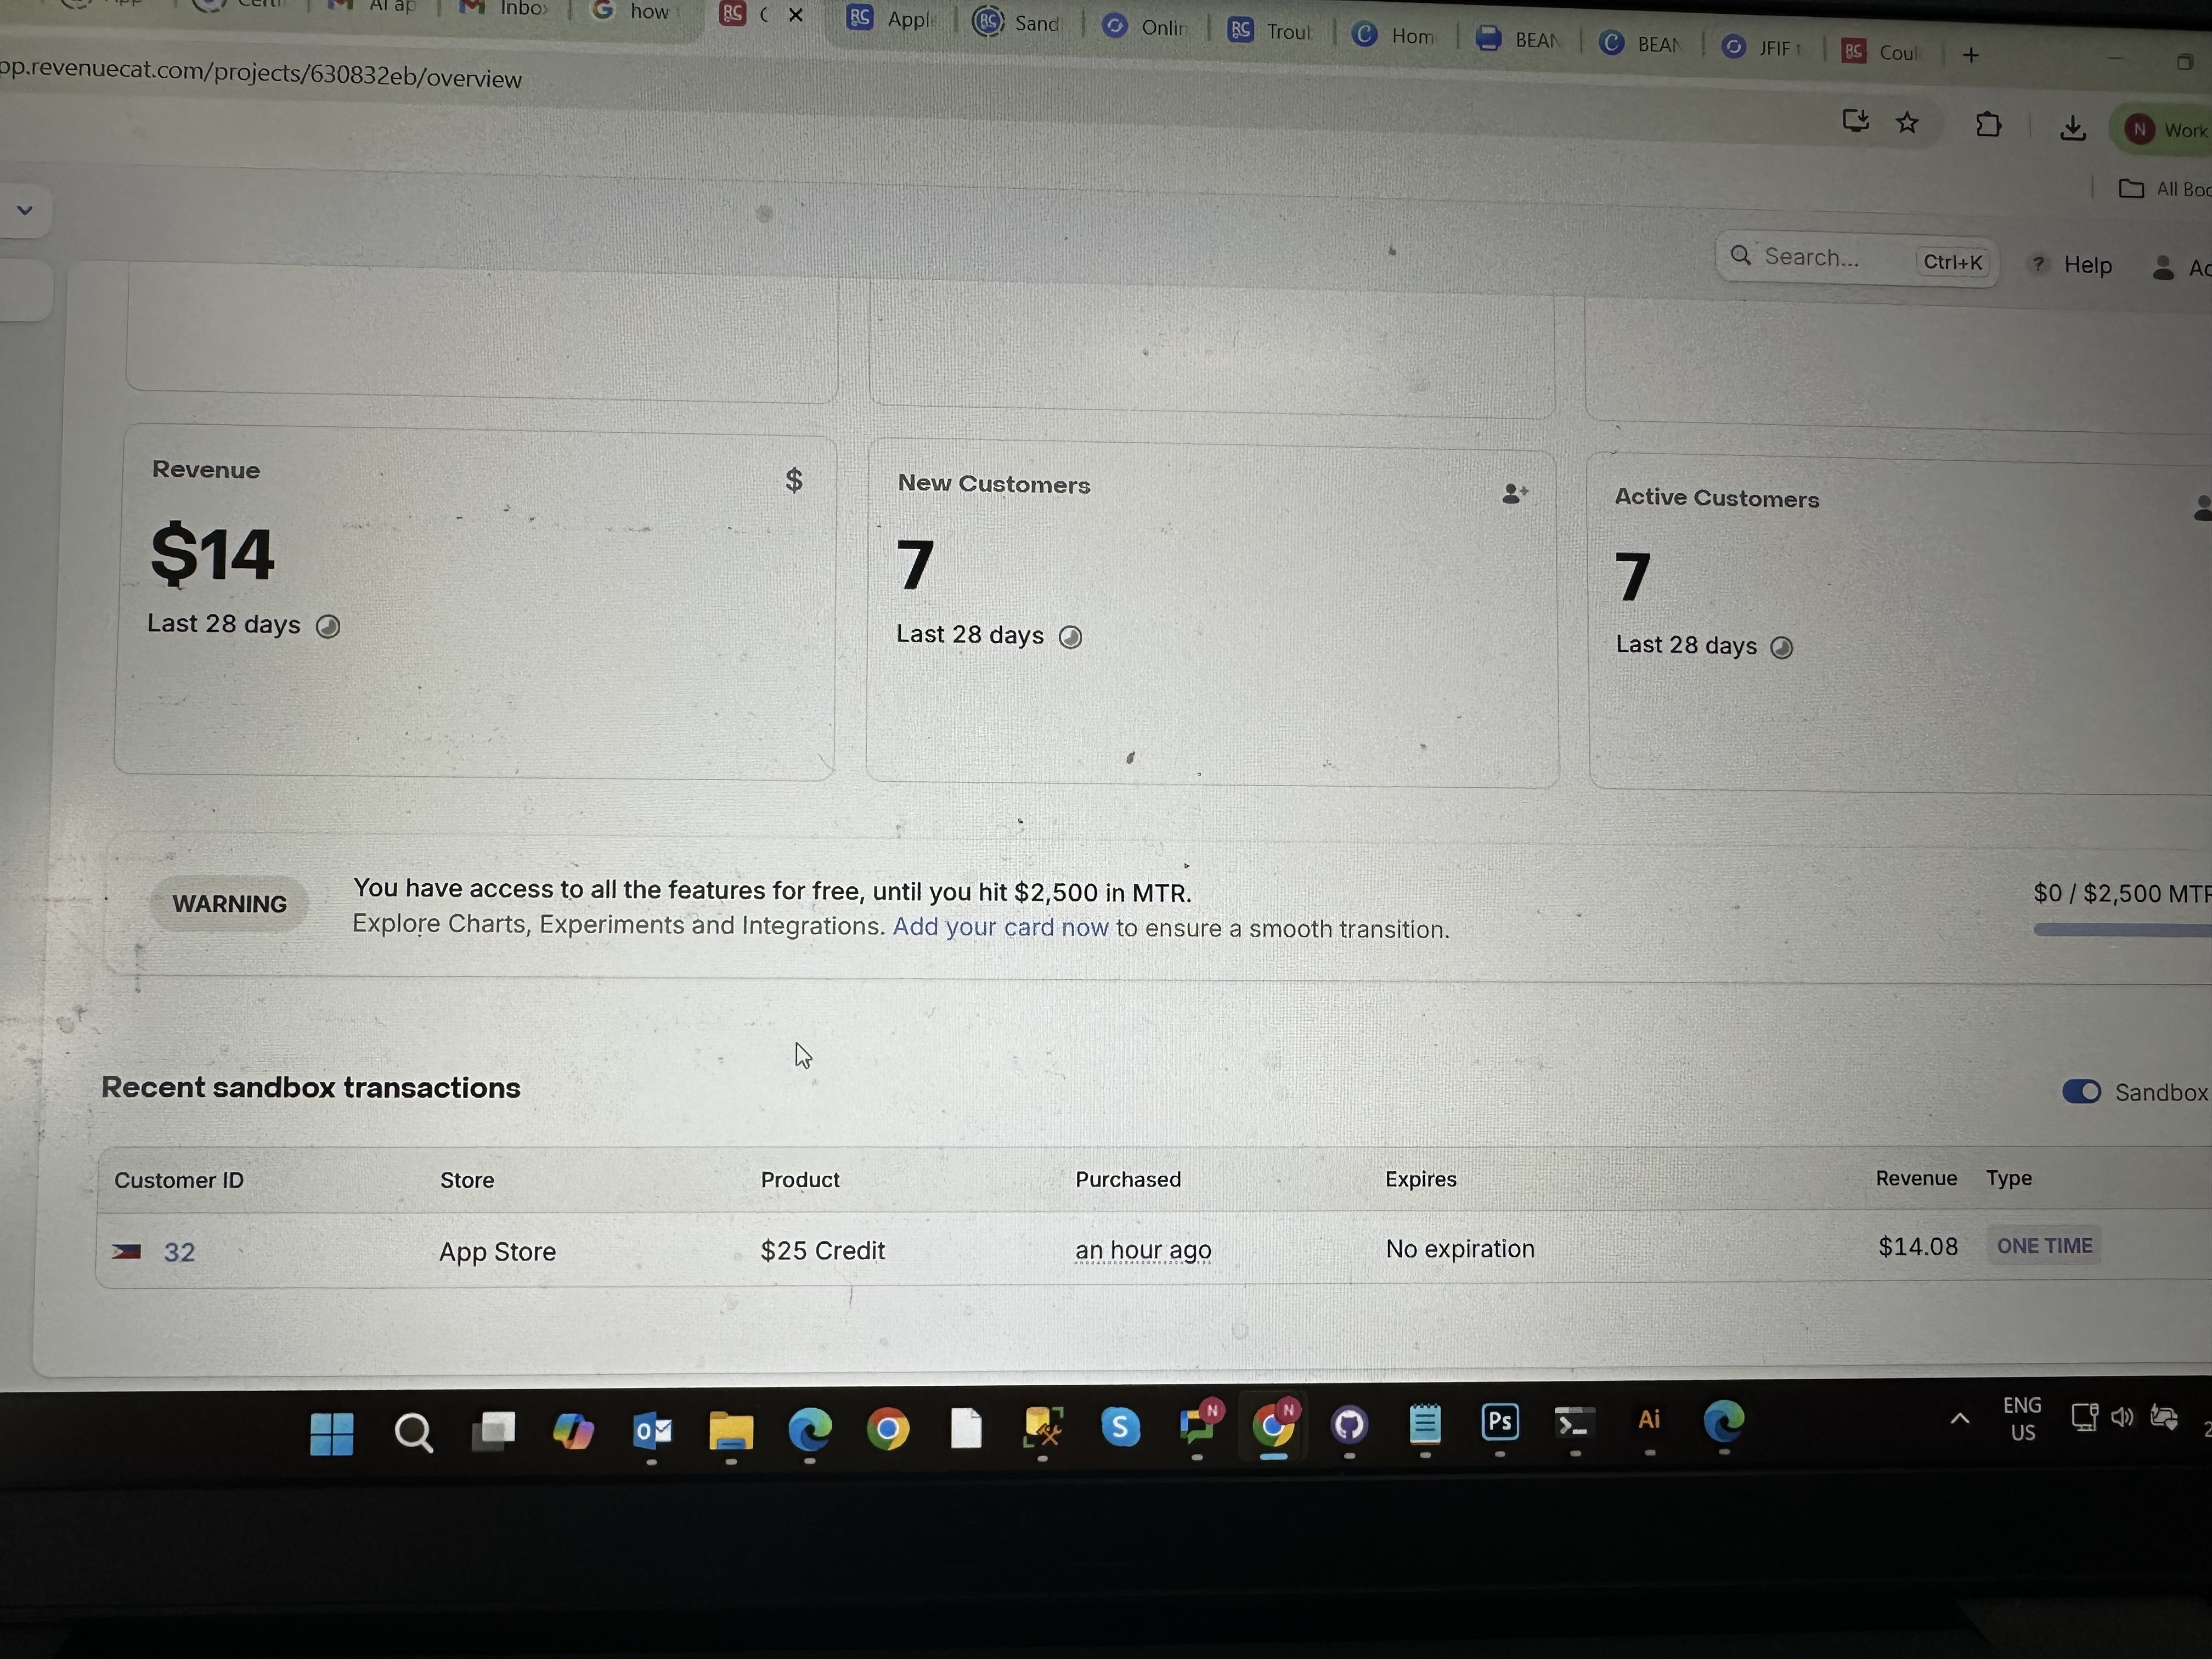 App
AI ap
Inbo
how
Appl
Sand
Onlin
Trou
Hom
BEAN
BEAN
JFIF
Coul
pp.revenuecat.com/projects/630832eb/overview
N
Work
All Boo
Search...
Ctrl+K
Help
Ac
Revenue
$
$14
Last 28 days
New Customers
7
Last 28 days
Active Customers
7
Last 28 days
WARNING
You have access to all the features for free, until you hit $2,500 in MTR.
Explore Charts, Experiments and Integrations. Add your card now to ensure a smooth transition.
$0 / $2,500 MTR
Recent sandbox transactions
Sandbox
Customer ID Store Product Purchased Expires Revenue Type
32 App Store $25 Credit an hour ago No expiration $14.08 ONE TIME
ENG
US